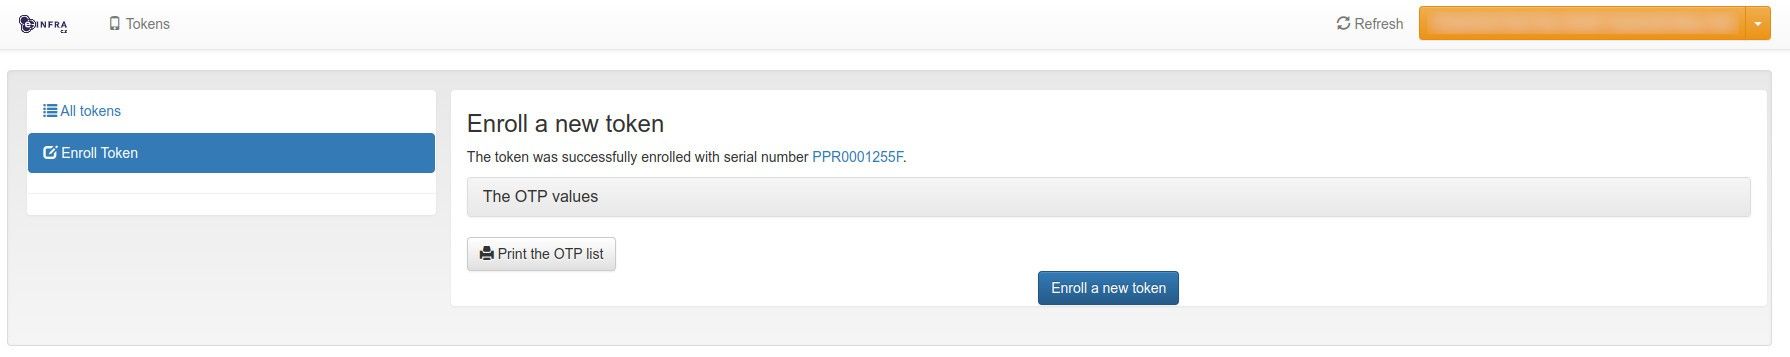 e-INFRA CZ
Tokens
Refresh
All tokens
Enroll Token
Enroll a new token
The token was successfully enrolled with serial number PPR0001255F.
The OTP values
Print the OTP list
Enroll a new token